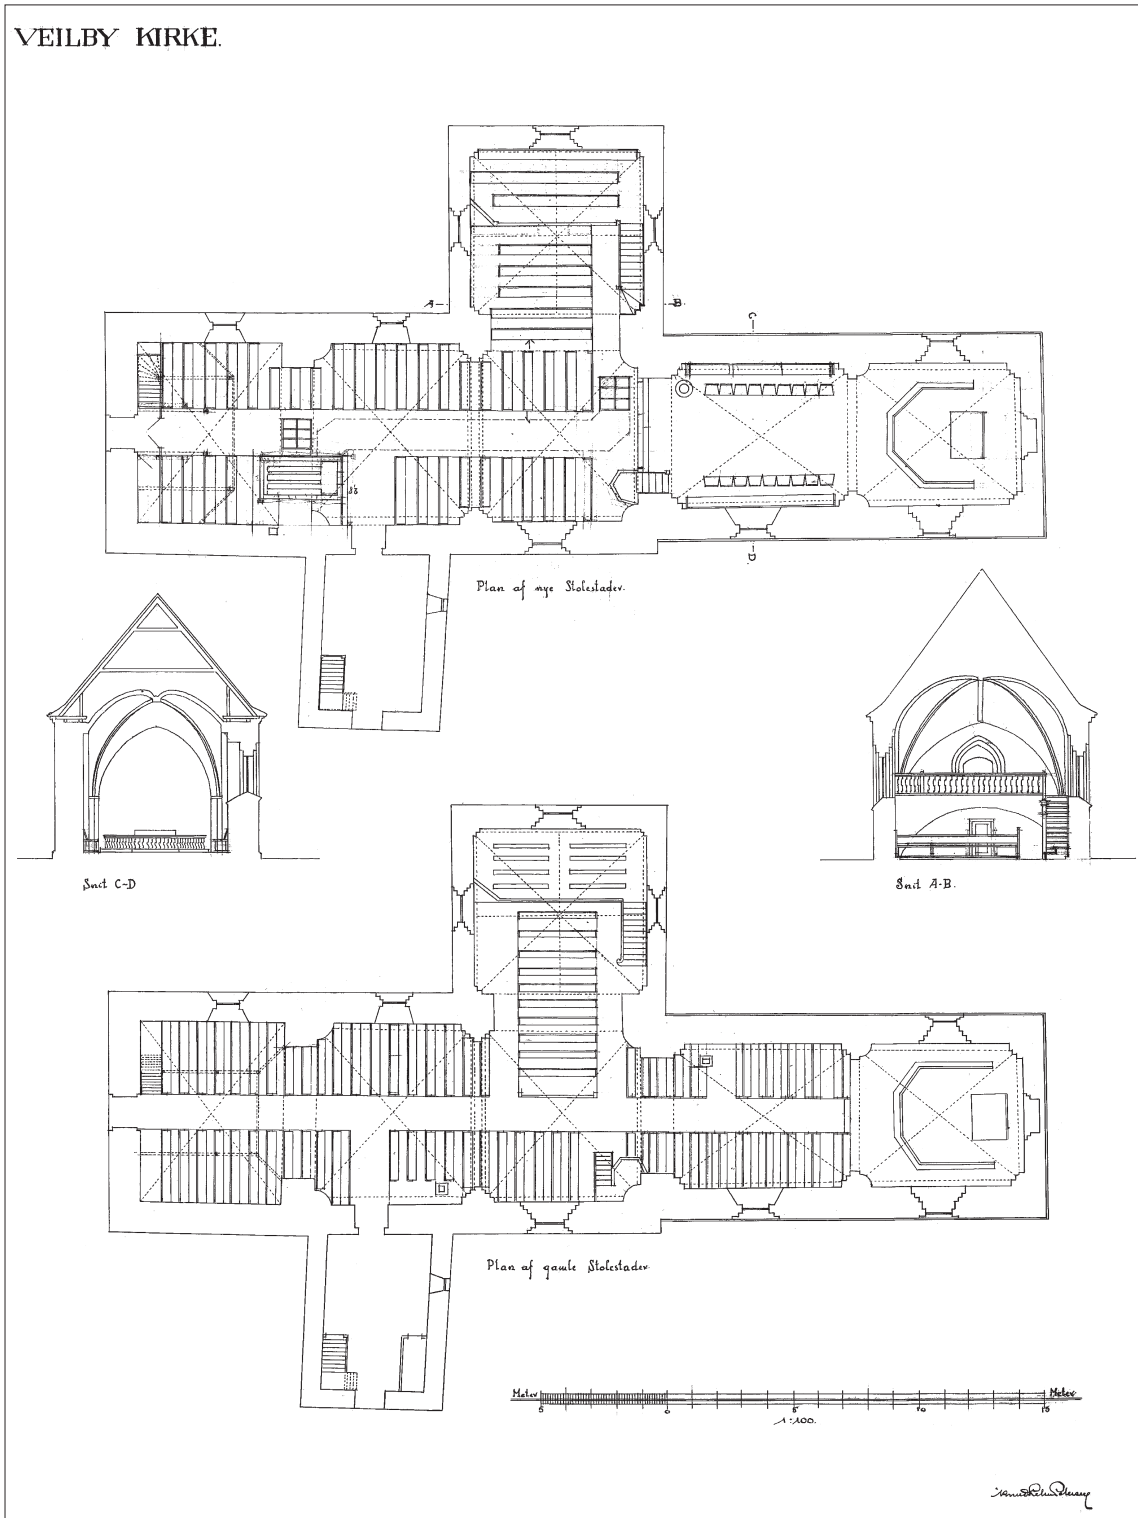 VEILBY KIRKE.
A
B
C
D.
Plan af nye Stolestader.
Snit C-D
Snit A-B.
Plan af gamle Stolestader
Meter
Meter
5 0 5 10 15
1:100.